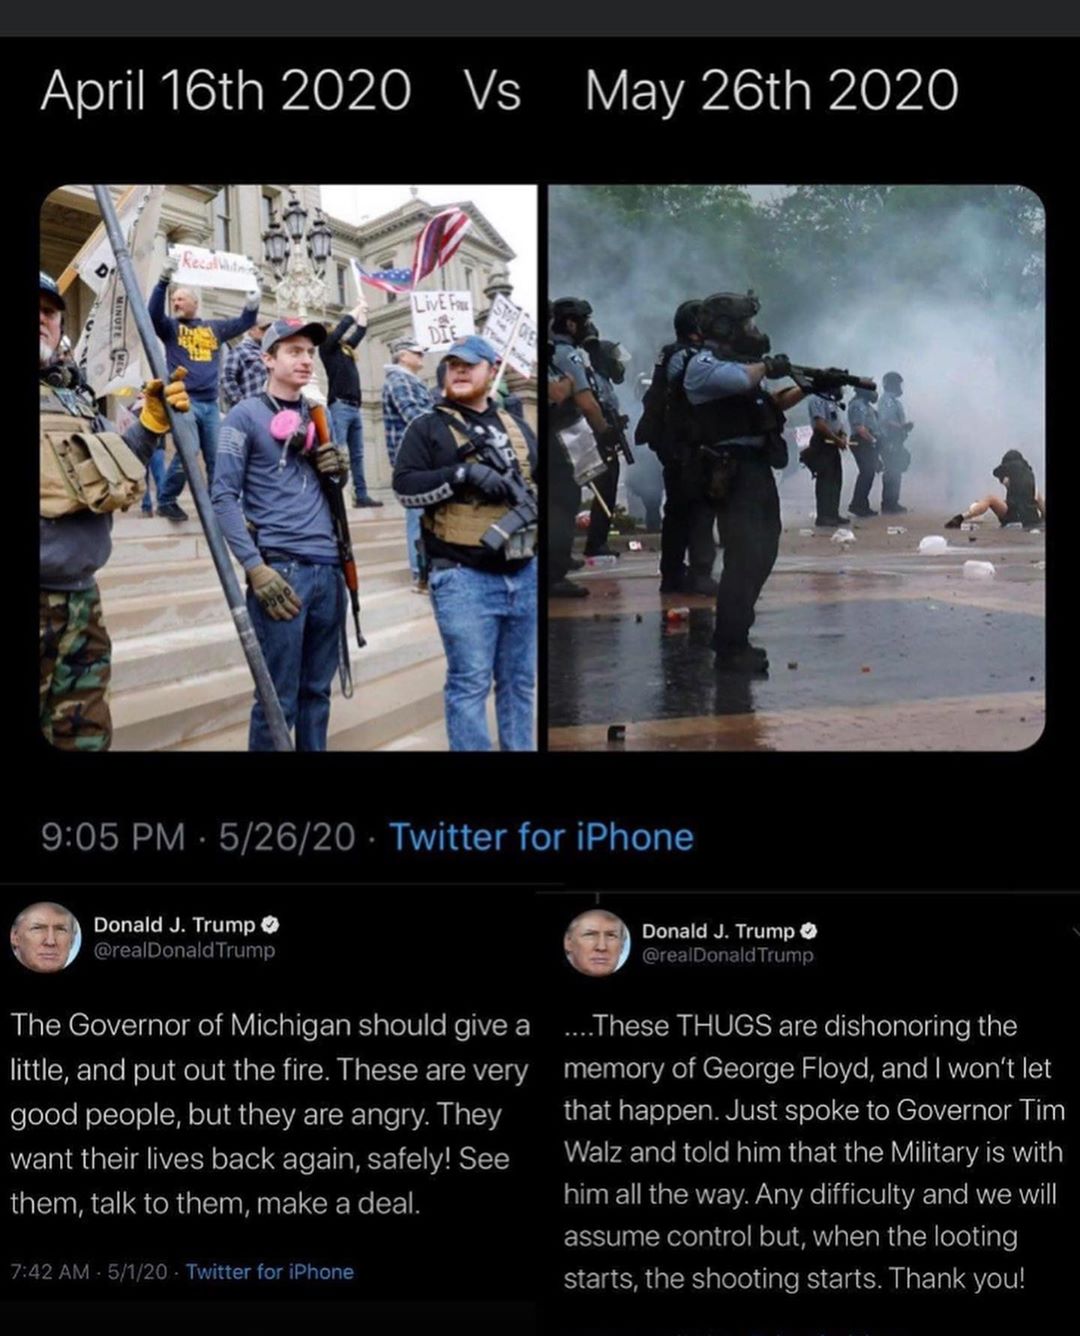 April 16th 2020 Vs May 26th 2020
Recall
MINUTE MEN
LiVE FREE
-OR-
DIE
STOP
THE
9:05 PM · 5/26/20 · Twitter for iPhone
Donald J. Trump
@realDonaldTrump
The Governor of Michigan should give a
little, and put out the fire. These are very
good people, but they are angry. They
want their lives back again, safely! See
them, talk to them, make a deal.
7:42 AM · 5/1/20 · Twitter for iPhone
Donald J. Trump
@realDonaldTrump
....These THUGS are dishonoring the
memory of George Floyd, and I won't let
that happen. Just spoke to Governor Tim
Walz and told him that the Military is with
him all the way. Any difficulty and we will
assume control but, when the looting
starts, the shooting starts. Thank you!